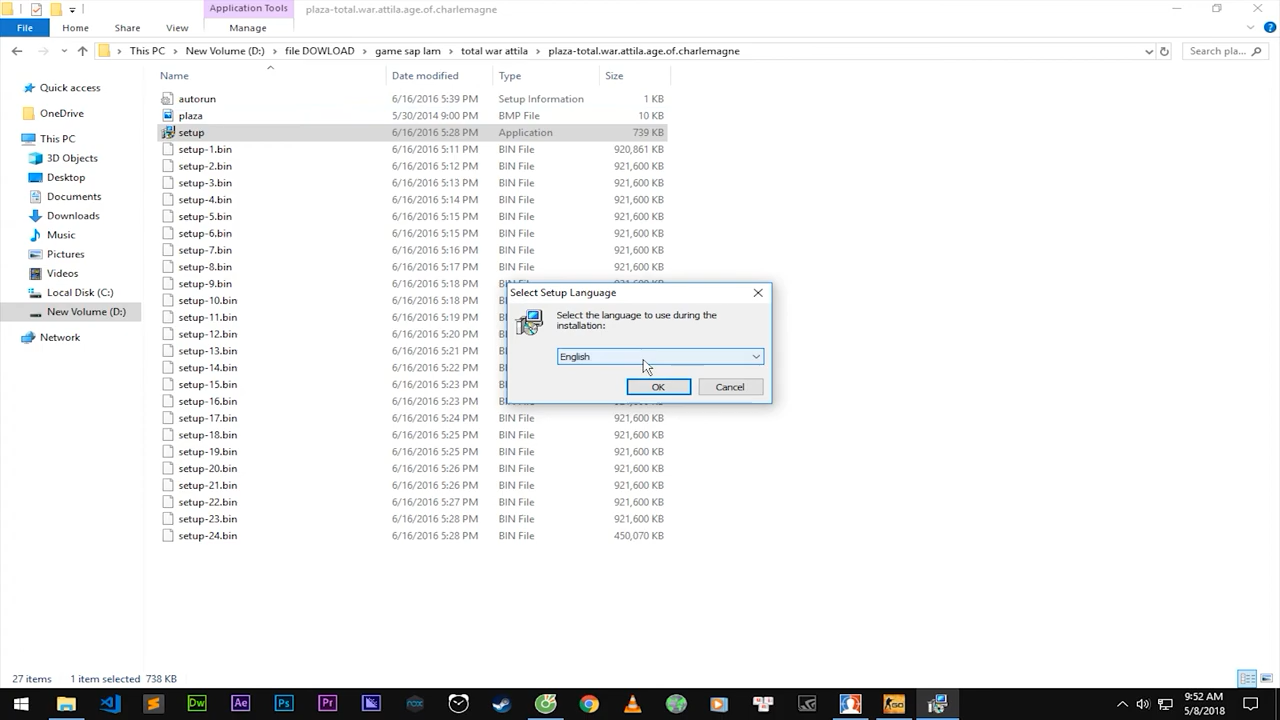 Application Tools
plaza-total.war.attila.age.of.charlemagne
File Home Share View Manage
This PC New Volume (D:) file DOWLOAD game sap lam total war attila plaza-total.war.attila.age.of.charlemagne Search pla...
Name Date modified Type Size
Quick access
OneDrive
This PC
3D Objects
Desktop
Documents
Downloads
Music
Pictures
Videos
Local Disk (C:)
New Volume (D:)
Network
autorun 6/16/2016 5:39 PM Setup Information 1 KB
plaza 5/30/2014 9:00 PM BMP File 10 KB
setup 6/16/2016 5:28 PM Application 739 KB
setup-1.bin 6/16/2016 5:11 PM BIN File 920,861 KB
setup-2.bin 6/16/2016 5:12 PM BIN File 921,600 KB
setup-3.bin 6/16/2016 5:13 PM BIN File 921,600 KB
setup-4.bin 6/16/2016 5:14 PM BIN File 921,600 KB
setup-5.bin 6/16/2016 5:15 PM BIN File 921,600 KB
setup-6.bin 6/16/2016 5:15 PM BIN File 921,600 KB
setup-7.bin 6/16/2016 5:16 PM BIN File 921,600 KB
setup-8.bin 6/16/2016 5:17 PM BIN File 921,600 KB
setup-9.bin 6/16/2016 5:18 PM BIN File
setup-10.bin 6/16/2016 5:18 PM
setup-11.bin 6/16/2016 5:19 PM
setup-12.bin 6/16/2016 5:20 PM
setup-13.bin 6/16/2016 5:21 PM
setup-14.bin 6/16/2016 5:22 PM
setup-15.bin 6/16/2016 5:23 PM
setup-16.bin 6/16/2016 5:23 PM BIN File
setup-17.bin 6/16/2016 5:24 PM BIN File 921,600 KB
setup-18.bin 6/16/2016 5:25 PM BIN File 921,600 KB
setup-19.bin 6/16/2016 5:25 PM BIN File 921,600 KB
setup-20.bin 6/16/2016 5:26 PM BIN File 921,600 KB
setup-21.bin 6/16/2016 5:26 PM BIN File 921,600 KB
setup-22.bin 6/16/2016 5:27 PM BIN File 921,600 KB
setup-23.bin 6/16/2016 5:28 PM BIN File 921,600 KB
setup-24.bin 6/16/2016 5:28 PM BIN File 450,070 KB
Select Setup Language
Select the language to use during the
installation:
English
OK Cancel
27 items 1 item selected 738 KB
Dw Ae Ps Pr
9:52 AM
5/8/2018